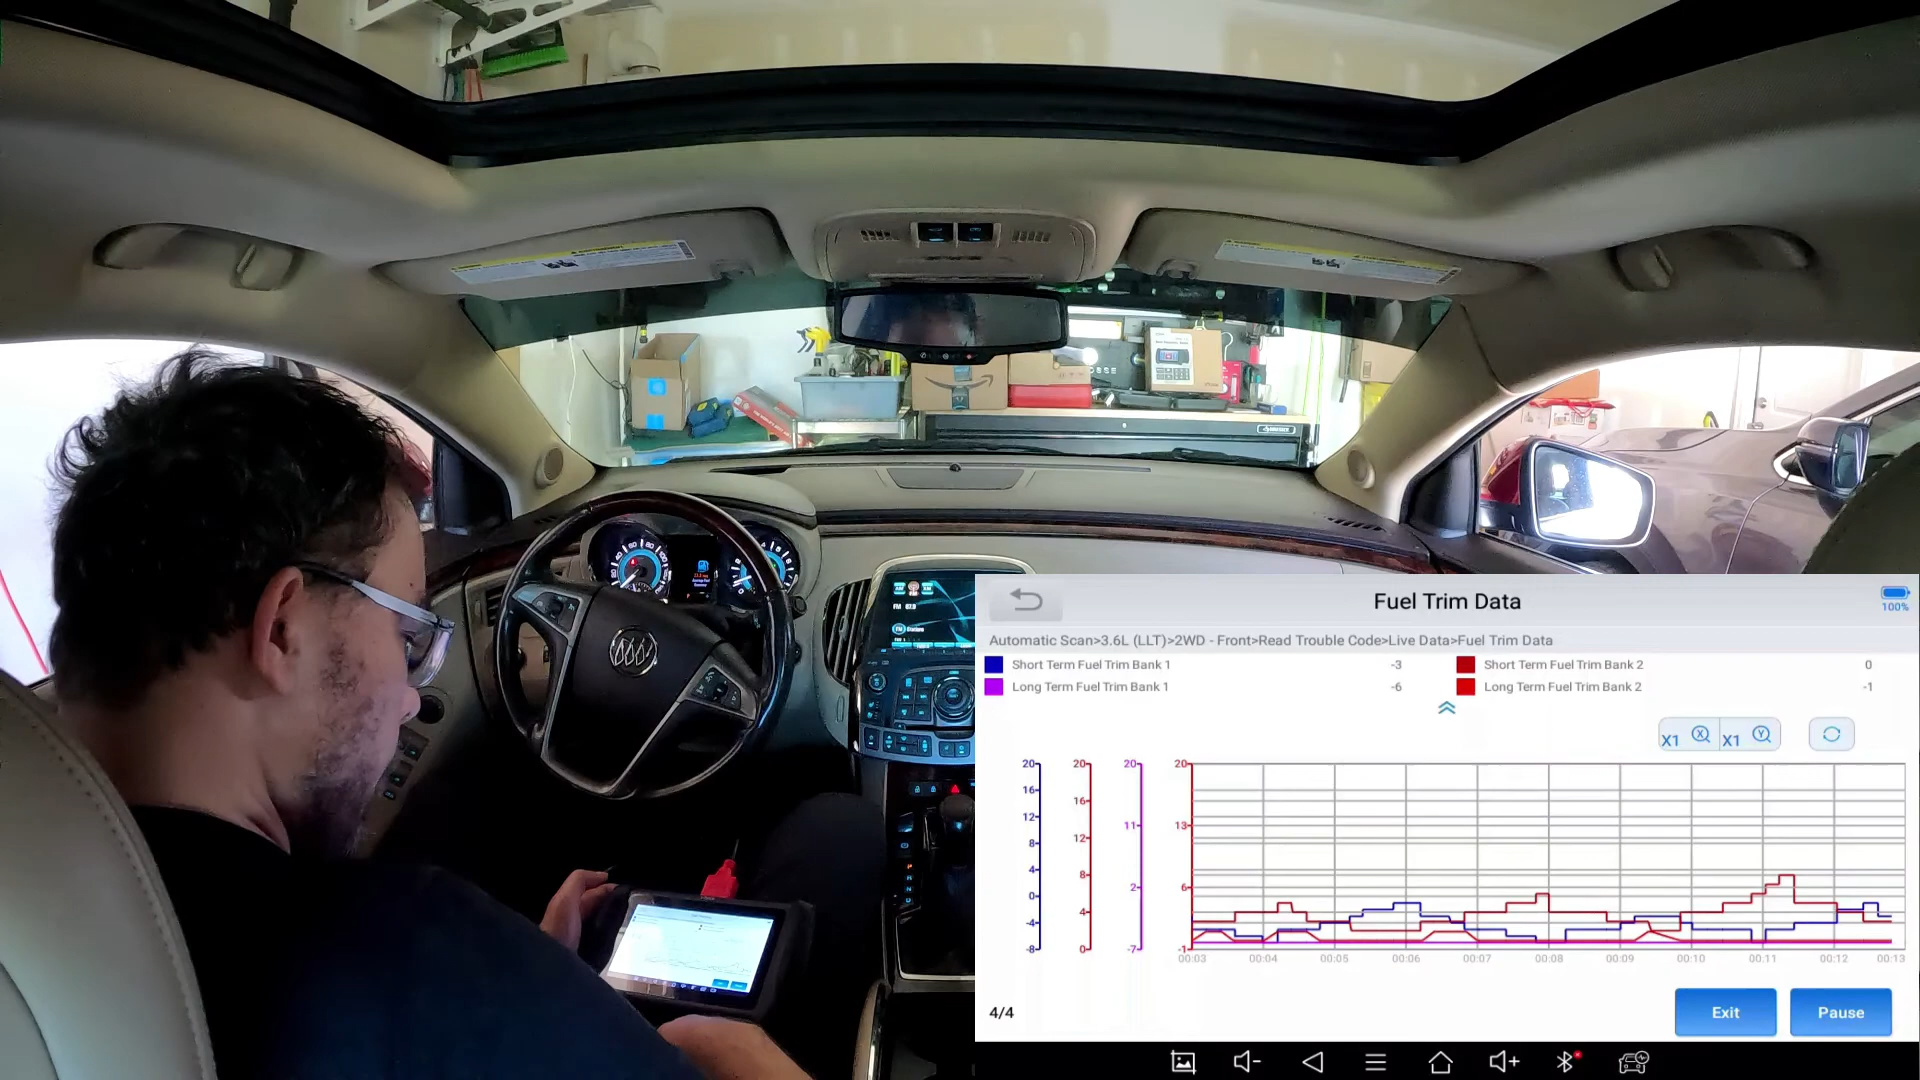 Fuel Trim Data
100%
Automatic Scan>3.6L (LLT)>2WD - Front>Read Trouble Code>Live Data>Fuel Trim Data
Short Term Fuel Trim Bank 1 -3 Short Term Fuel Trim Bank 2 0
Long Term Fuel Trim Bank 1 -6 Long Term Fuel Trim Bank 2 -1
X1 X X1 Y
20 20 20 20
16
16
12 11 13
12
8
8
4
2 6
0
4
-4
-8 0 -7 -1
00:03 00:04 00:05 00:06 00:07 00:08 00:09 00:10 00:11 00:12 00:13
4/4 Exit Pause